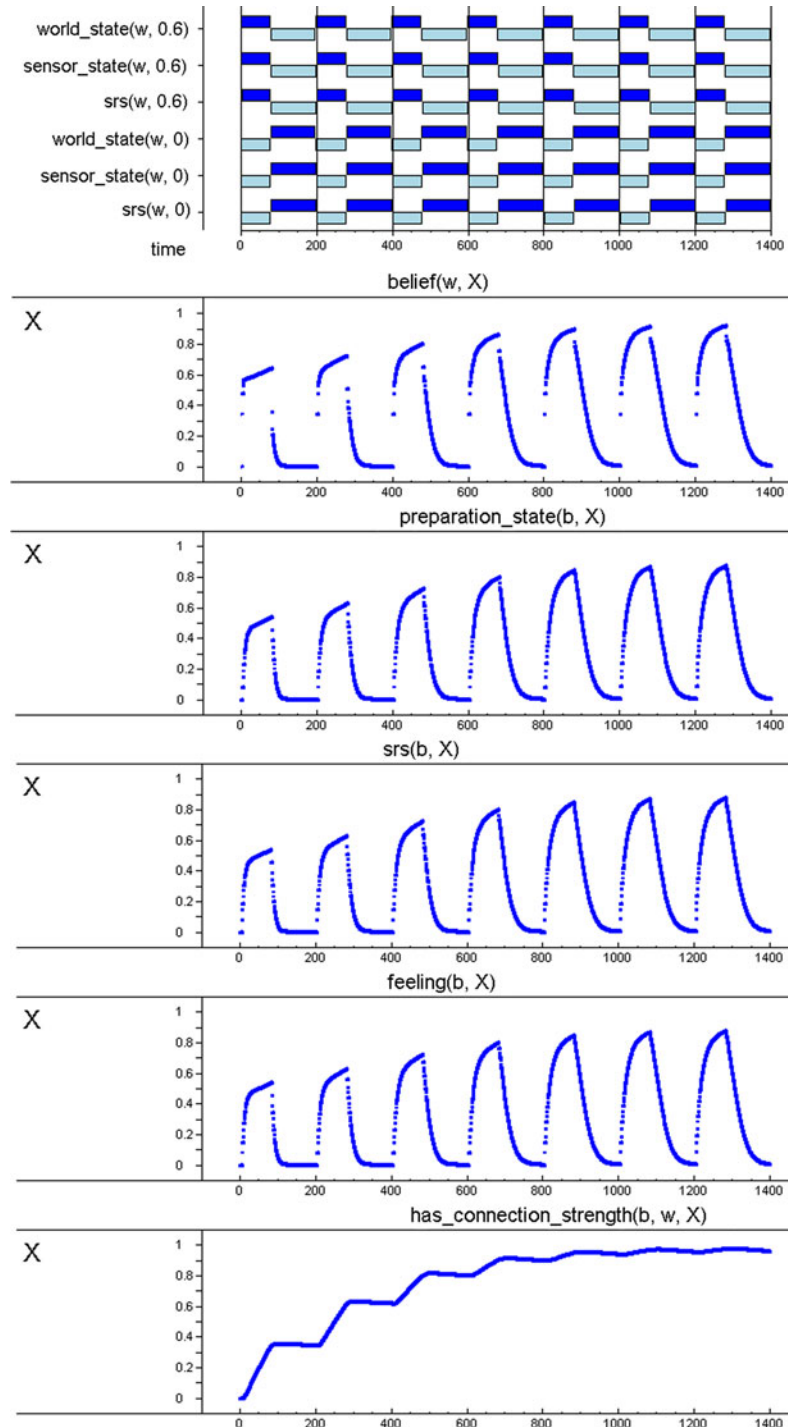 world_state(w, 0.6)
sensor_state(w, 0.6)
srs(w, 0.6)
world_state(w, 0)
sensor_state(w, 0)
srs(w, 0)
time
0 200 400 600 800 1000 1200 1400
belief(w, X)
X
1
0.8
0.6
0.4
0.2
0
0 200 400 600 800 1000 1200 1400
preparation_state(b, X)
X
1
0.8
0.6
0.4
0.2
0
0 200 400 600 800 1000 1200 1400
srs(b, X)
X
1
0.8
0.6
0.4
0.2
0
0 200 400 600 800 1000 1200 1400
feeling(b, X)
X
1
0.8
0.6
0.4
0.2
0
0 200 400 600 800 1000 1200 1400
has_connection_strength(b, w, X)
X
1
0.8
0.6
0.4
0.2
0
0 200 400 600 800 1000 1200 1400